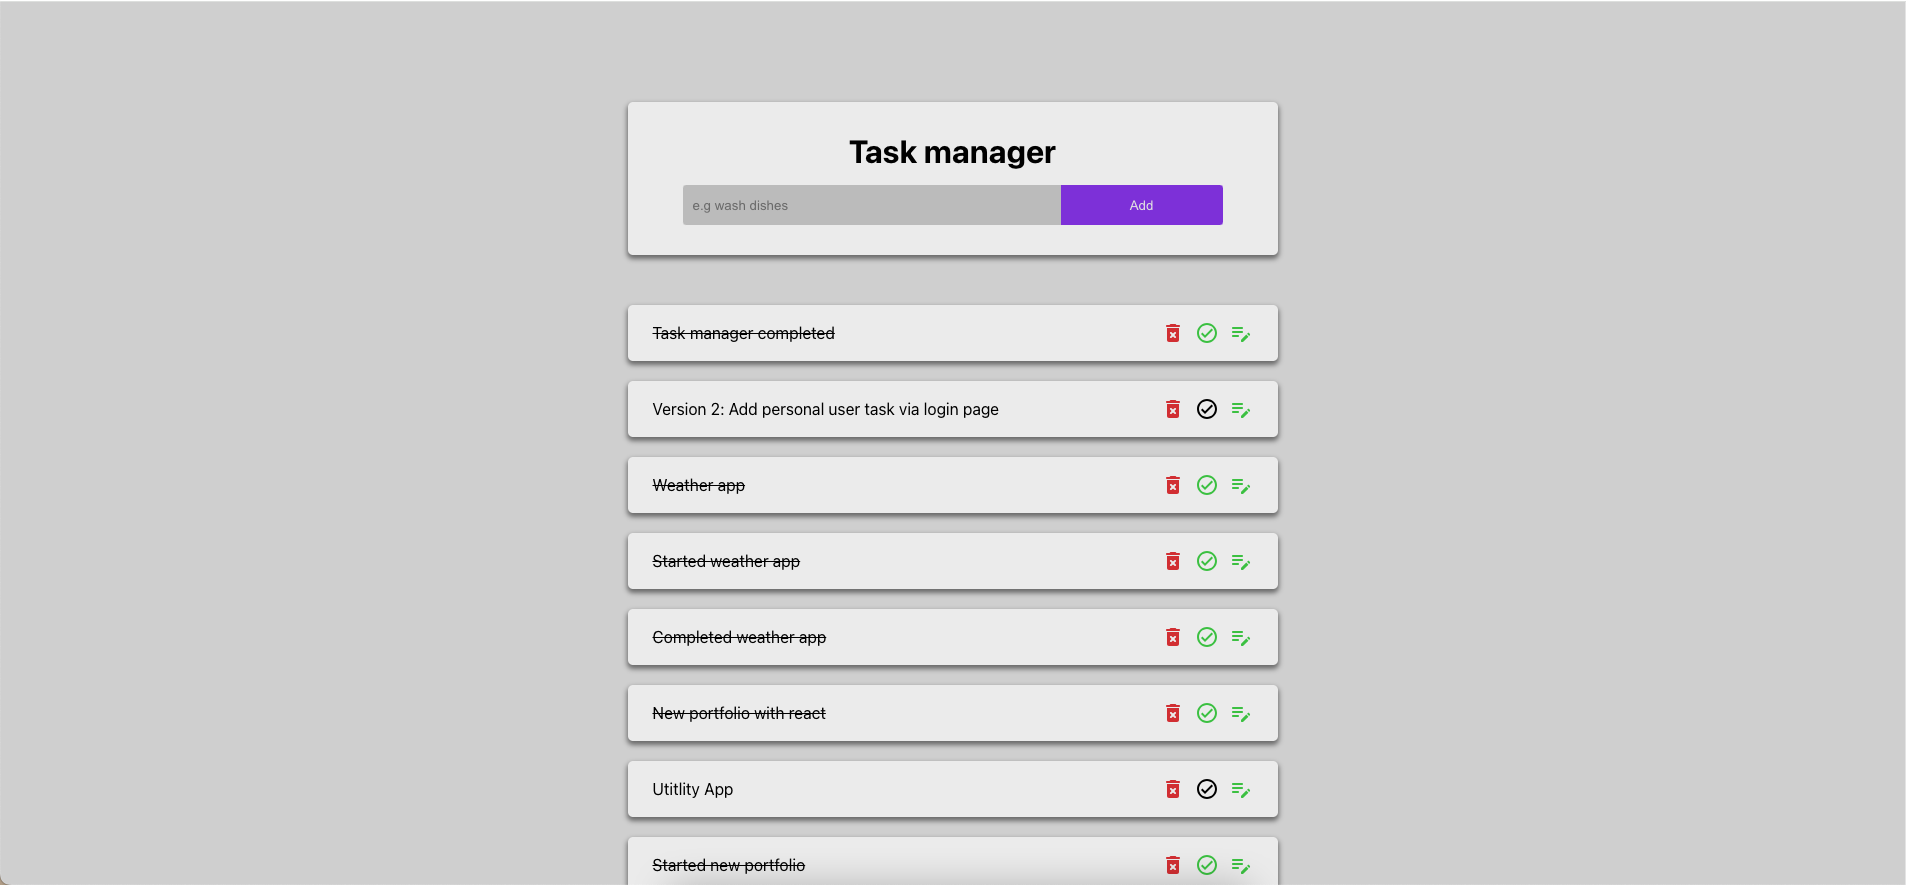 Task manager
e.g wash dishes
Add
Task manager completed
Version 2: Add personal user task via login page
Weather app
Started weather app
Completed weather app
New portfolio with react
Utitlity App
Started new portfolio